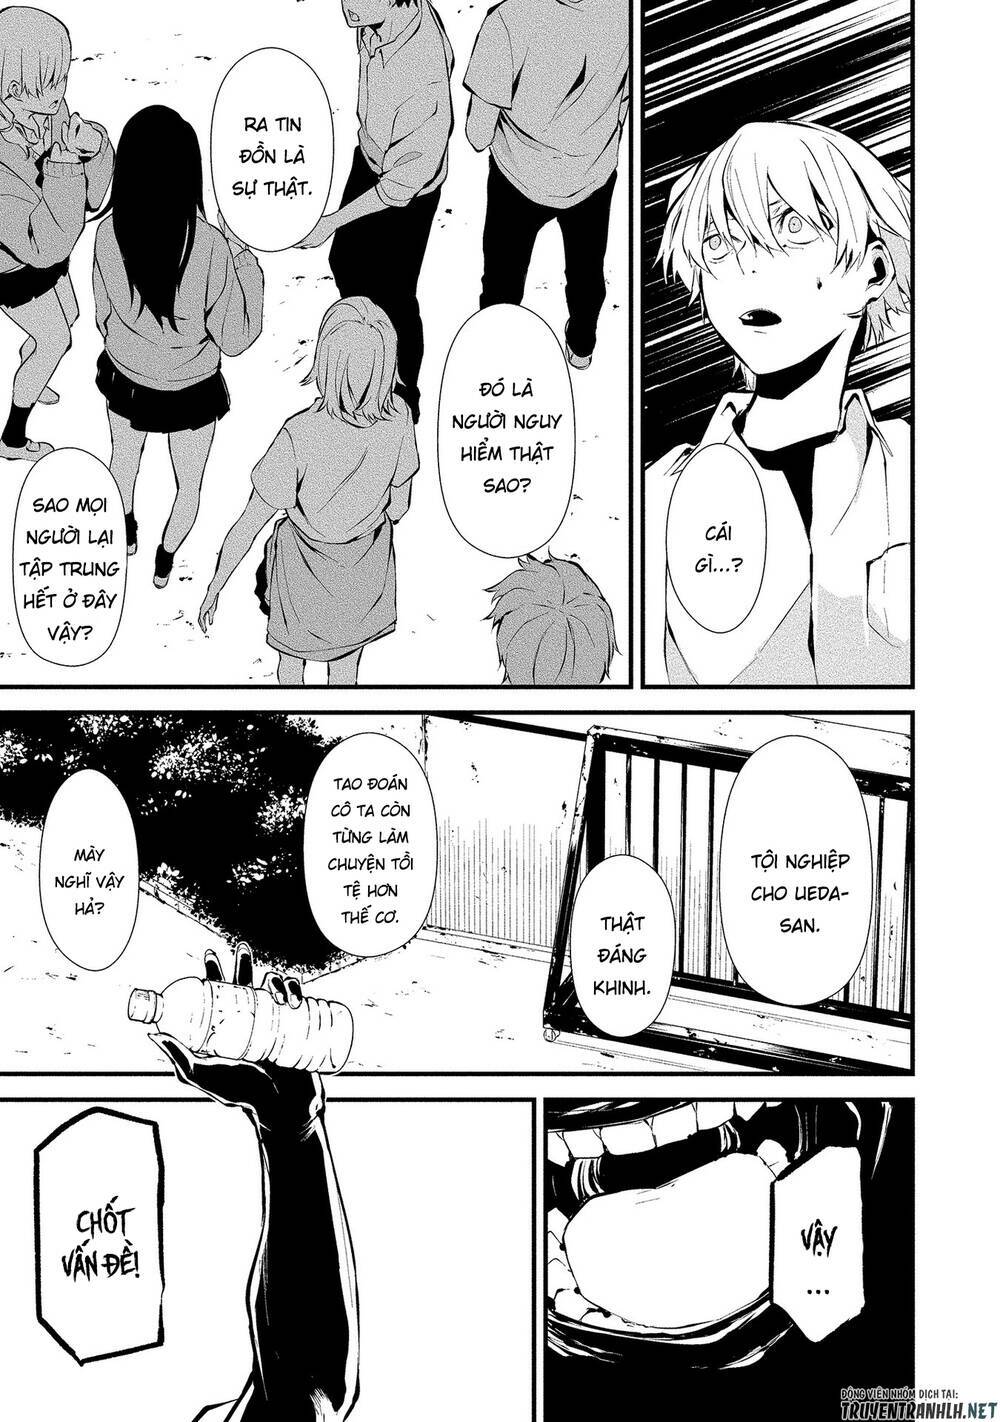 CÁI
GÌ...?
RA TIN
ĐỒN LÀ
SỰ THẬT.
ĐÓ LÀ
NGƯỜI NGUY
HIỂM THẬT
SAO?
SAO MỌI
NGƯỜI LẠI
TẬP TRUNG
HẾT Ở ĐÂY
VẬY?
TỘI NGHIỆP
CHO UEDA-
SAN.
THẬT
ĐÁNG
KHINH.
TAO ĐOÁN
CÔ TA CÒN
TỪNG LÀM
CHUYỆN TỒI
TỆ HƠN
THẾ CƠ.
MÀY
NGHĨ VẬY
HẢ?
VẬY
...
CHỐT
VẤN ĐỀ!
ĐỘNG VIÊN NHÓM DỊCH TẠI:
TRUYENTRANHLH.NET